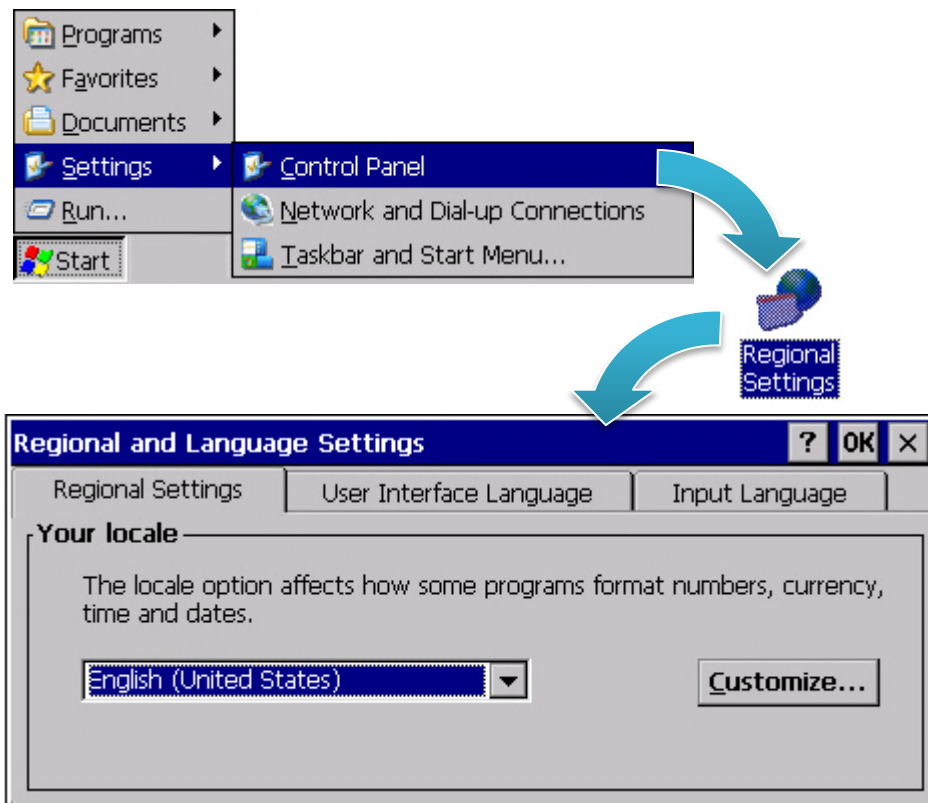 Programs
Favorites
Documents
Settings
Control Panel
Run...
Network and Dial-up Connections
Start
Taskbar and Start Menu...
Regional
Settings
Regional and Language Settings
? OK ×
Regional Settings
User Interface Language
Input Language
Your locale
The locale option affects how some programs format numbers, currency,
time and dates.
English (United States)
Customize...